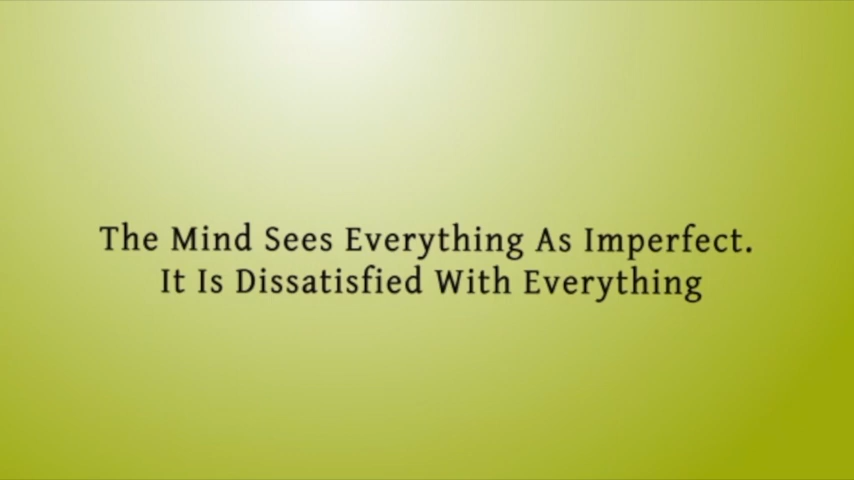 The Mind Sees Everything As Imperfect.
It Is Dissatisfied With Everything